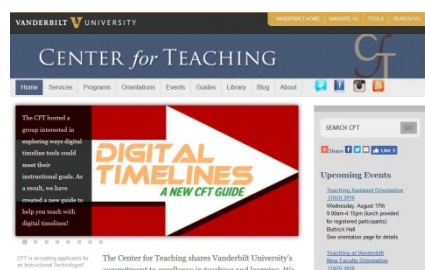 VANDERBILT V UNIVERSITY
VANDERBILT HOME NAVIGATE VU TOOLS SEARCH VU
CENTER for TEACHING
Cft
Home Services Programs Orientations Events Guides Library Blog About
The CFT hosted a
group interested in
exploring ways digital
timeline tools could
meet their
instructional goals. As
a result, we have
created a new guide to
help you teach with
digital timelines!
DIGITAL
TIMELINES
A NEW CFT GUIDE
SEARCH CFT
GO
Share Like
Upcoming Events
Teaching Assistant Orientation
(TAO) 2016
Wednesday, August 17th
9:00am-4:15pm (lunch provided
for registered participants)
Buttrick Hall
See orientation page for details
Teaching at Vanderbilt
New Faculty Orientation
CFT is accepting applicants for
an Instructional Technologist!
The Center for Teaching shares Vanderbilt University's
commitment to excellence in teaching and learning. We